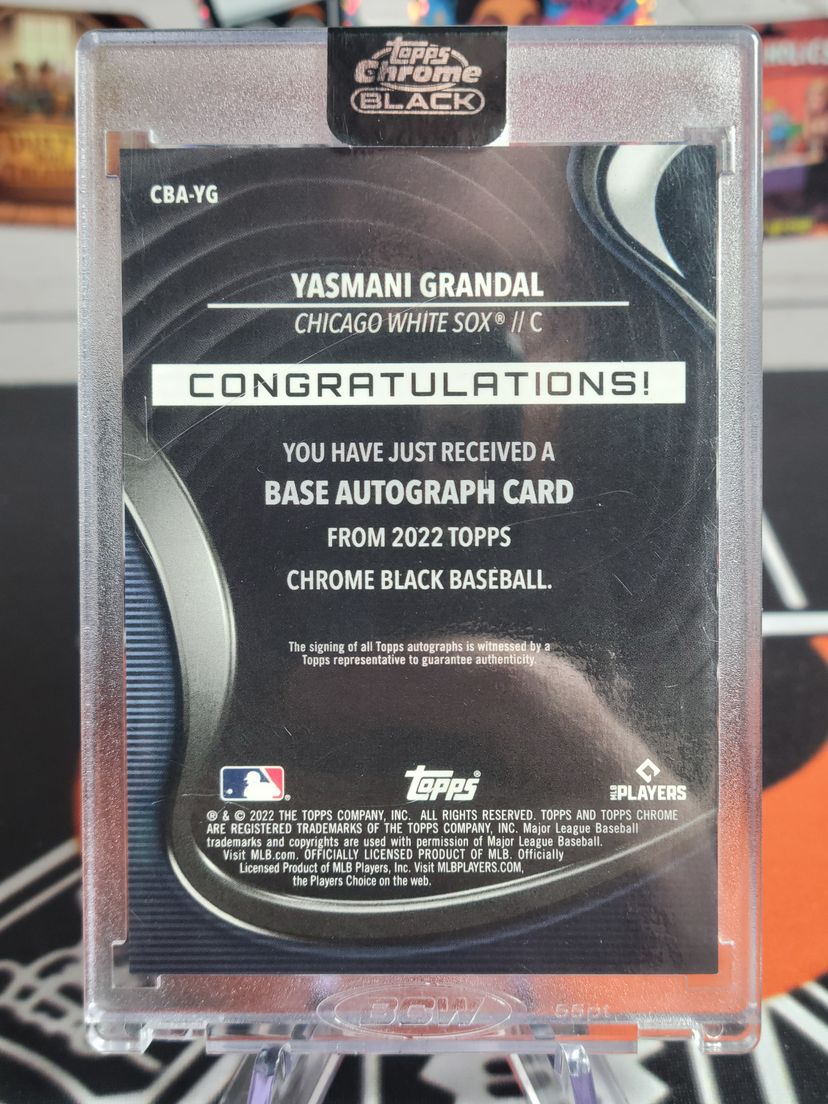 Topps
Chrome
BLACK
CBA-YG
YASMANI GRANDAL
CHICAGO WHITE SOX® // C
CONGRATULATIONS!
YOU HAVE JUST RECEIVED A
BASE AUTOGRAPH CARD
FROM 2022 TOPPS
CHROME BLACK BASEBALL.
The signing of all Topps autographs is witnessed by a
Topps representative to guarantee authenticity.
Topps®
MLB PLAYERS
® & © 2022 THE TOPPS COMPANY, INC. ALL RIGHTS RESERVED. TOPPS AND TOPPS CHROME
ARE REGISTERED TRADEMARKS OF THE TOPPS COMPANY, INC. Major League Baseball
trademarks and copyrights are used with permission of Major League Baseball.
Visit MLB.com. OFFICIALLY LICENSED PRODUCT OF MLB. Officially
Licensed Product of MLB Players, Inc. Visit MLBPLAYERS.COM,
the Players Choice on the web.
BCW 55pt